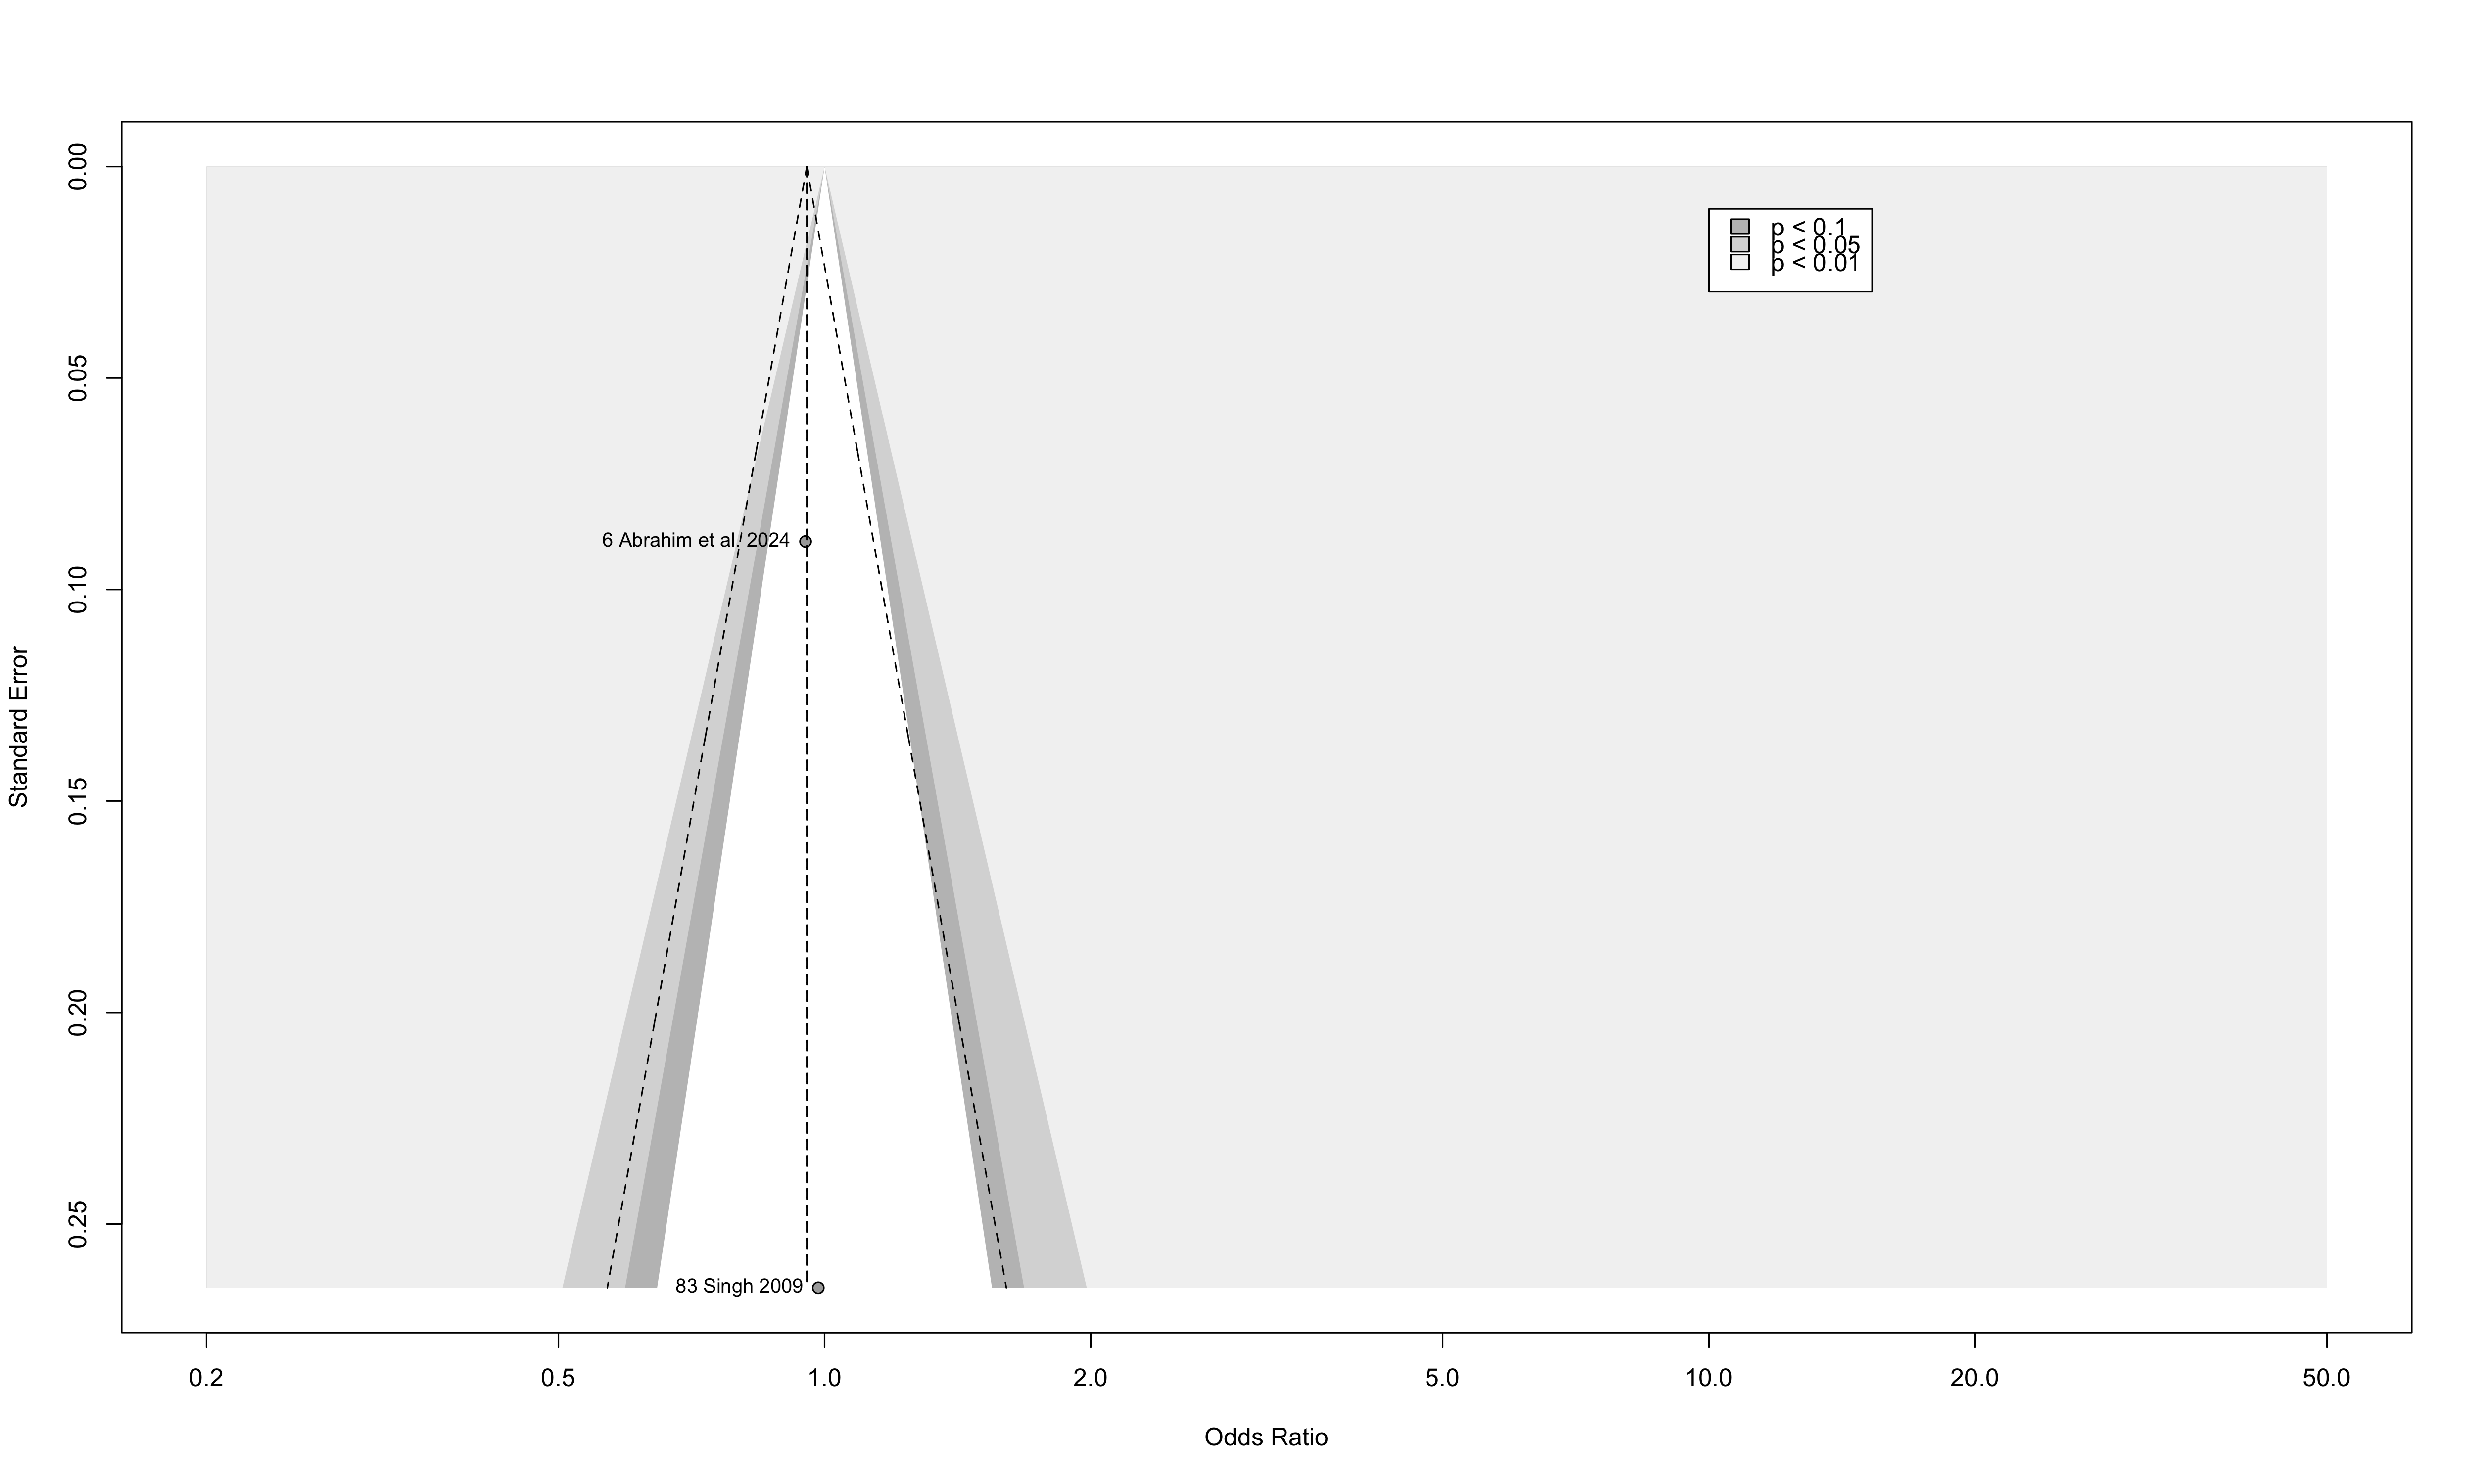 0.00
0.05
0.10
0.15
0.20
0.25
Standard Error
p < 0.1
p < 0.05
p < 0.01
6 Abrahim et al. 2024
83 Singh 2009
0.2 0.5 1.0 2.0 5.0 10.0 20.0 50.0
Odds Ratio